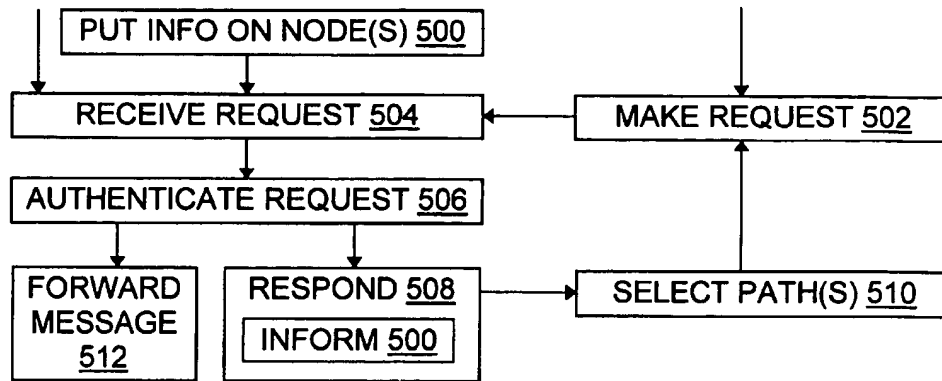 PUT INFO ON NODE(S) 500
RECEIVE REQUEST 504
MAKE REQUEST 502
AUTHENTICATE REQUEST 506
FORWARD
MESSAGE
512
RESPOND 508
INFORM 500
SELECT PATH(S) 510